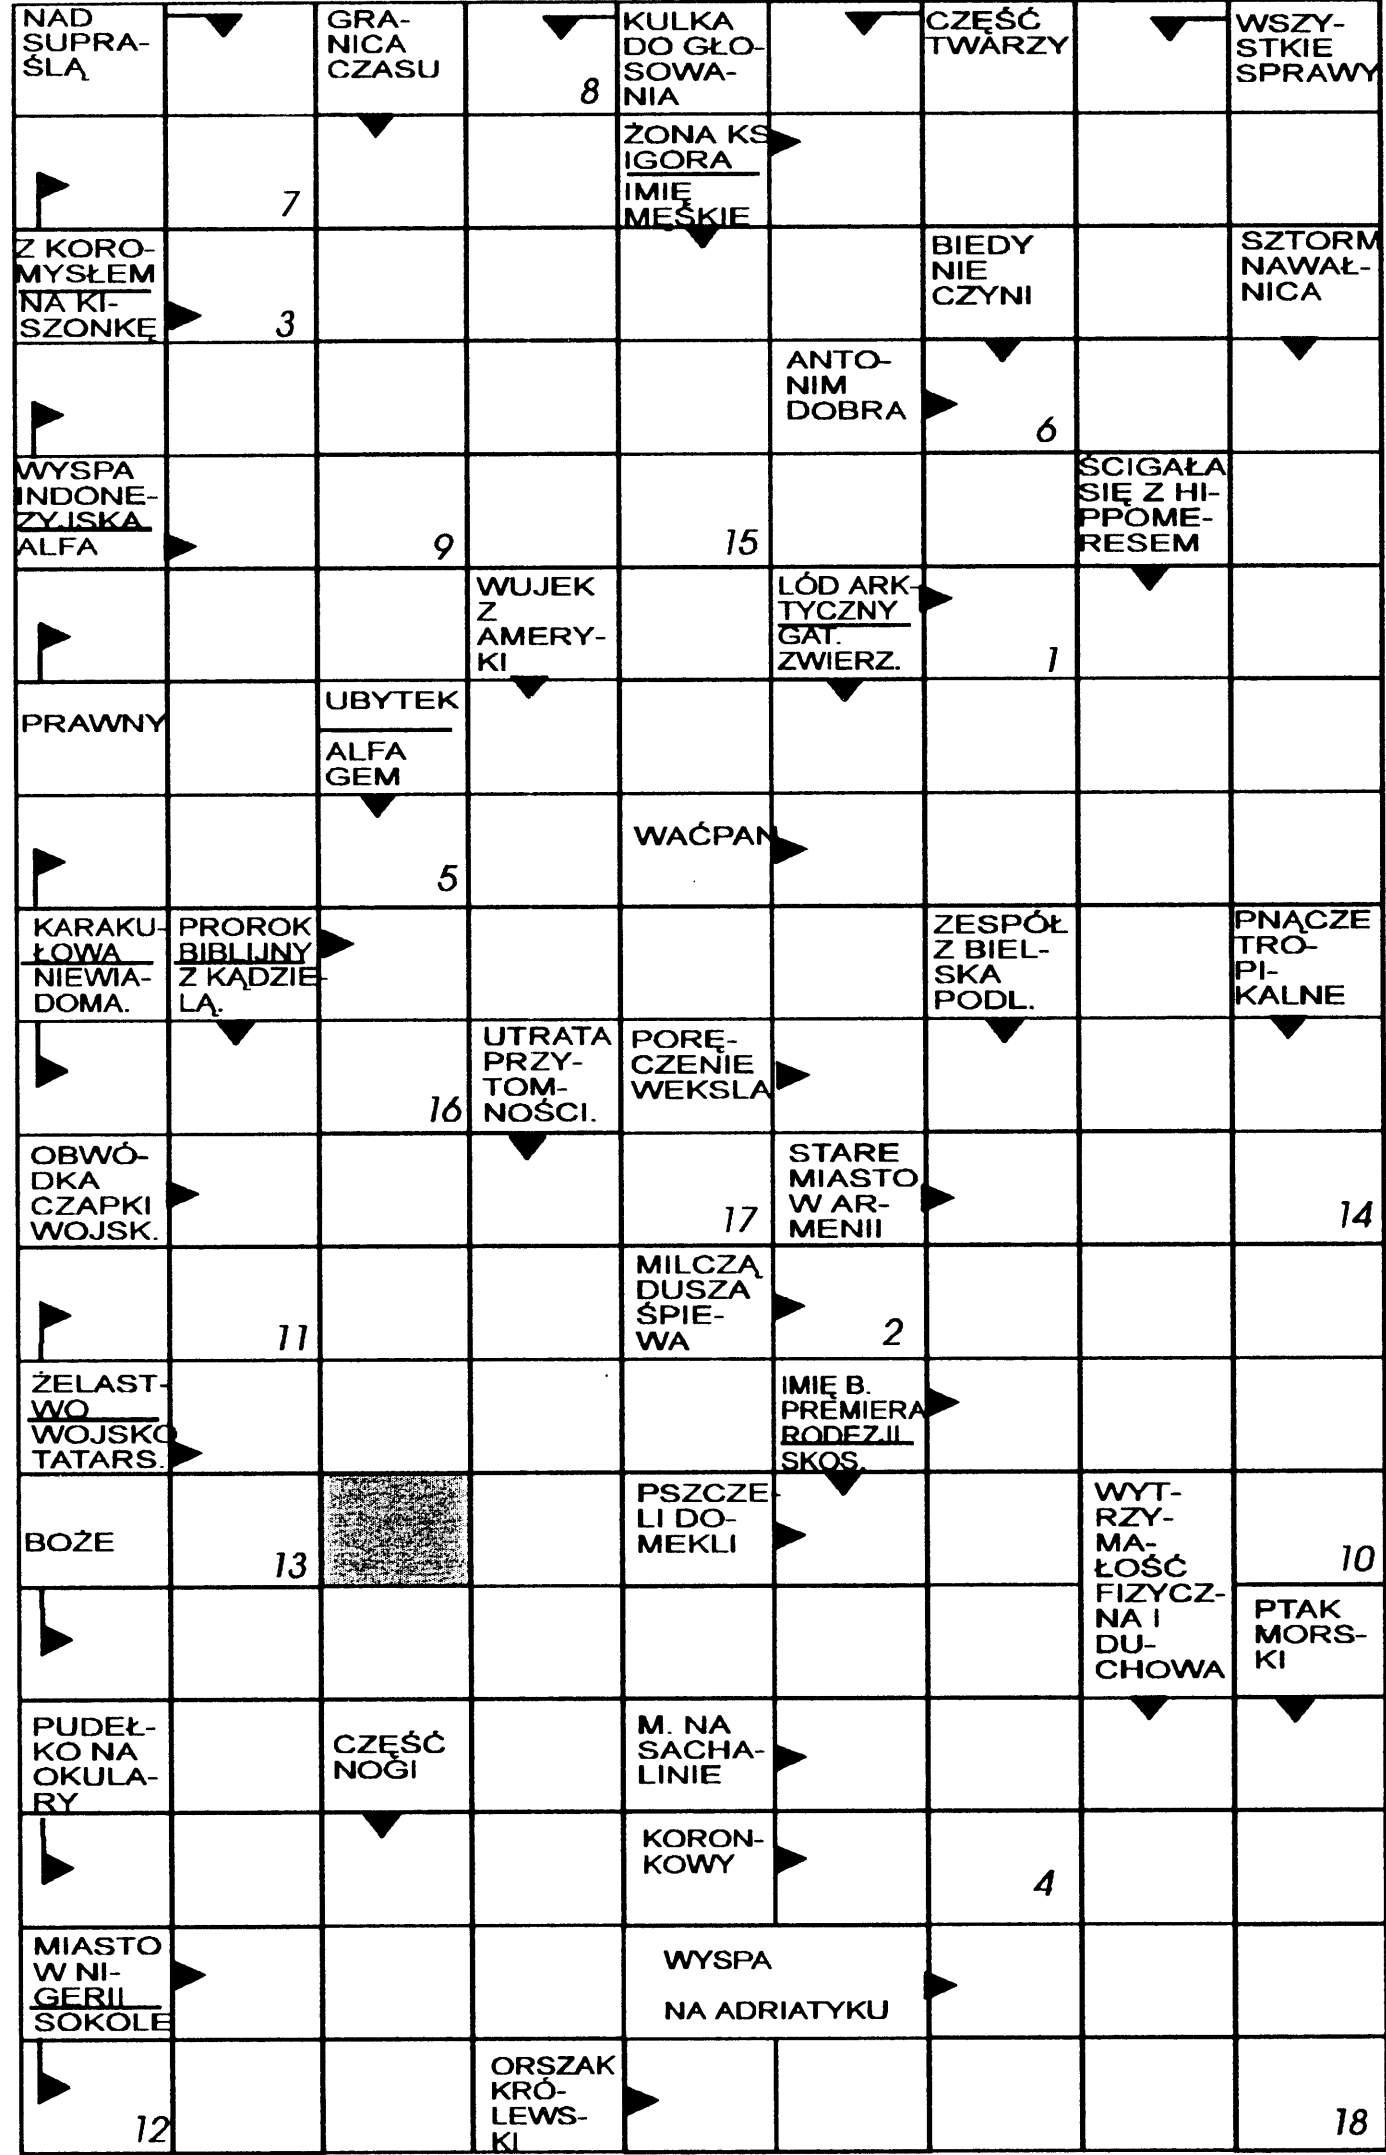 NAD
SUPRA-
ŚLĄ
GRA-
NICA
CZASU
8
KULKA
DO GŁO-
SOWA-
NIA
CZĘŚĆ
TWARZY
WSZY-
STKIE
SPRAWY
7
ŻONA KS
IGORA
IMIĘ
MĘSKIE
Z KORO-
MYSŁEM
NA KI-
SZONKĘ
3
BIEDY
NIE
CZYNI
SZTORM
NAWAŁ-
NICA
ANTO-
NIM
DOBRA
6
WYSPA
INDONE-
ZYJSKA
ALFA
9
15
ŚCIGAŁA
SIĘ Z HI-
PPOME-
RESEM
WUJEK
Z
AMERY-
KI
LÓD ARK-
TYCZNY
GAT.
ZWIERZ.
1
PRAWNY
UBYTEK
ALFA
GEM
5
WAĆPAN
KARAKU-
ŁOWA
NIEWIA-
DOMA.
PROROK
BIBLIJNY
Z KĄDZIE-
LĄ.
ZESPÓŁ
Z BIEL-
SKA
PODL.
PNĄCZE
TRO-
PI-
KALNE
16
UTRATA
PRZY-
TOM-
NOŚCI.
PORĘ-
CZENIE
WEKSLA
OBWÓ-
DKA
CZAPKI
WOJSK.
17
STARE
MIASTO
W AR-
MENII
14
11
MILCZĄ
DUSZA
ŚPIE-
WA
2
ŻELAST-
WO
WOJSKO
TATARS.
IMIĘ B.
PREMIERA
RODEZJI
SKOS.
BOŻE
13
PSZCZE-
LI DO-
MEKLI
WYT-
RZY-
MA-
ŁOŚĆ
FIZYCZ-
NA I
DU-
CHOWA
10
PTAK
MORS-
KI
PUDEŁ-
KO NA
OKULA-
RY
CZĘŚĆ
NOGI
M. NA
SACHA-
LINIE
KORON-
KOWY
4
MIASTO
W NI-
GERII
SOKOLE
WYSPA
NA ADRIATYKU
12
ORSZAK
KRÓ-
LEWS-
KI
18